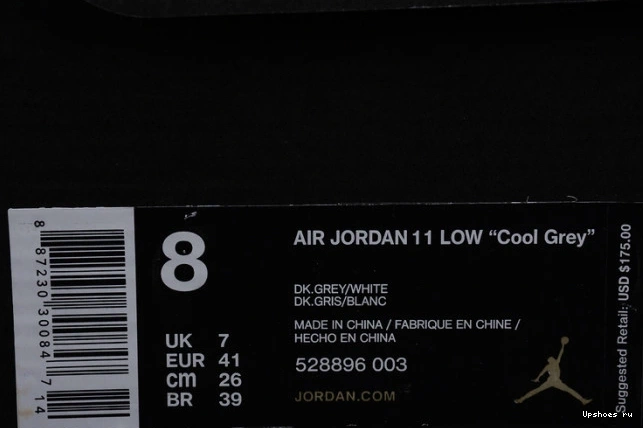 8 87230 30084 7 14
8
AIR JORDAN 11 LOW “Cool Grey”
DK.GREY/WHITE
DK.GRIS/BLANC
MADE IN CHINA / FABRIQUE EN CHINE /
HECHO EN CHINA
UK 7
EUR 41
cm 26
BR 39
528896 003
JORDAN.COM
Suggested Retail: USD $175.00
Upshoes ru